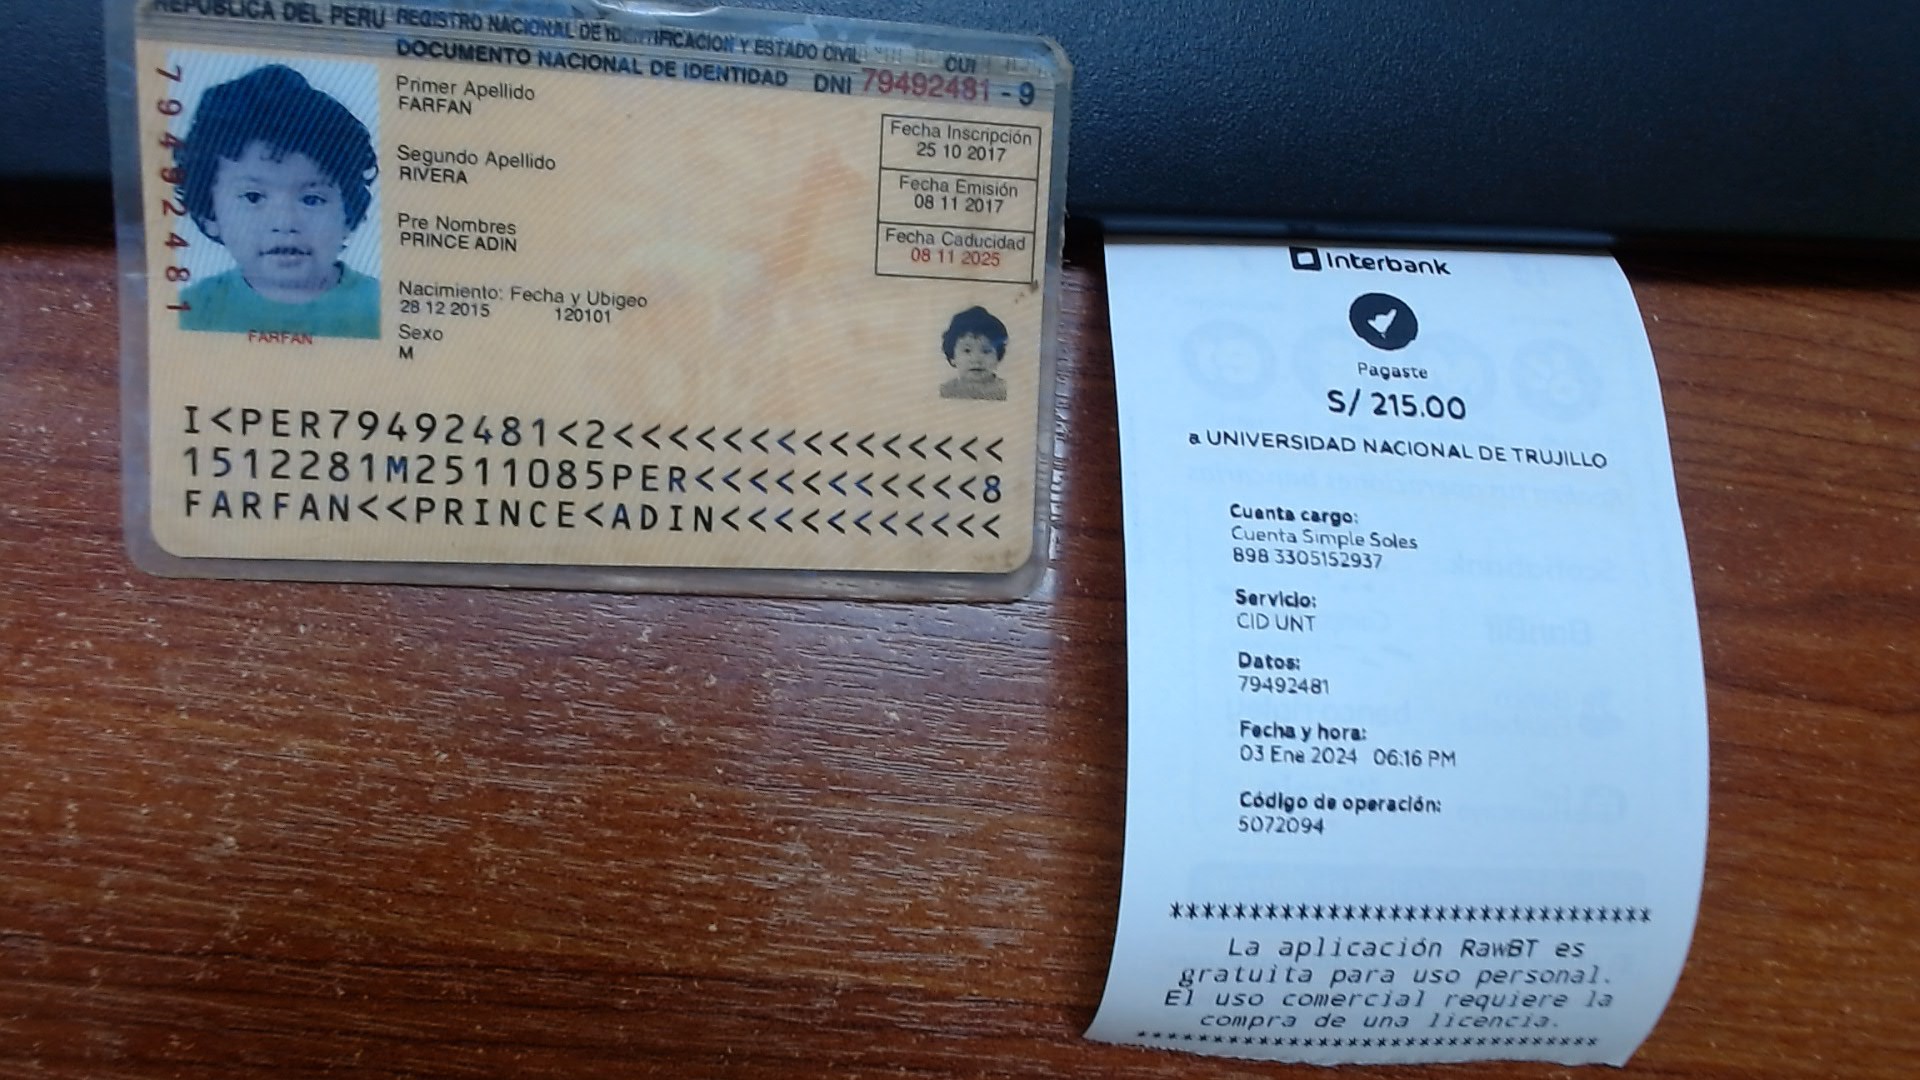 REPUBLICA DEL PERU REGISTRO NACIONAL DE IDENTIFICACION Y ESTADO CIVIL
DOCUMENTO NACIONAL DE IDENTIDAD DNI 79492481 - 9
CUI
79492481
Primer Apellido
FARFAN
Segundo Apellido
RIVERA
Pre Nombres
PRINCE ADIN
Nacimiento: Fecha y Ubigeo
28 12 2015 120101
Sexo
M
FARFAN
Fecha Inscripción
25 10 2017
Fecha Emisión
08 11 2017
Fecha Caducidad
08 11 2025
I<PER79492481<2<<<<<<<<<<<<<<<
1512281M2511085PER<<<<<<<<<<<8
FARFAN<<PRINCE<ADIN<<<<<<<<<<<
Interbank
Pagaste
S/ 215.00
a UNIVERSIDAD NACIONAL DE TRUJILLO
Cuenta cargo:
Cuenta Simple Soles
898 3305152937
Servicio:
CID UNT
Datos:
79492481
Fecha y hora:
03 Ene 2024 06:16 PM
Código de operación:
5072094
*********************************
La aplicación RawBT es
gratuita para uso personal.
El uso comercial requiere la
compra de una licencia.
*********************************